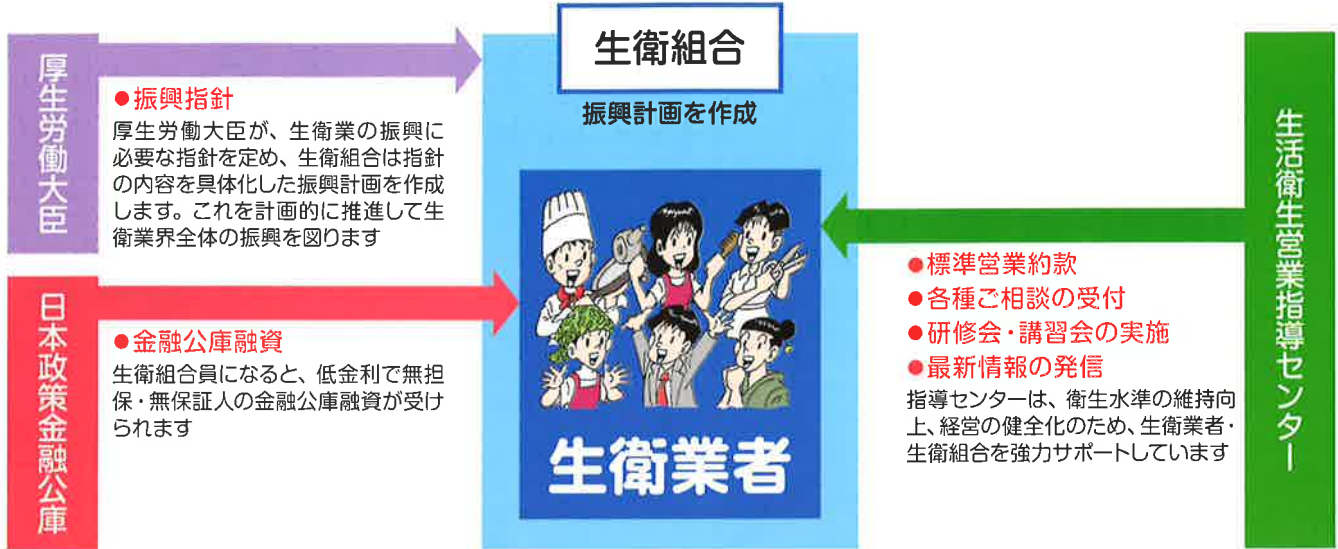 厚生労働大臣
●振興指針
厚生労働大臣が、生衛業の振興に
必要な指針を定め、生衛組合は指針
の内容を具体化した振興計画を作成
します。これを計画的に推進して生
衛業界全体の振興を図ります
日本政策金融公庫
●金融公庫融資
生衛組合員になると、低金利で無担
保・無保証人の金融公庫融資が受け
られます
生衛組合
振興計画を作成
生衛業者
●標準営業約款
●各種ご相談の受付
●研修会・講習会の実施
●最新情報の発信
指導センターは、衛生水準の維持向
上、経営の健全化のため、生衛業者・
生衛組合を強力サポートしています
生活衛生営業指導センター